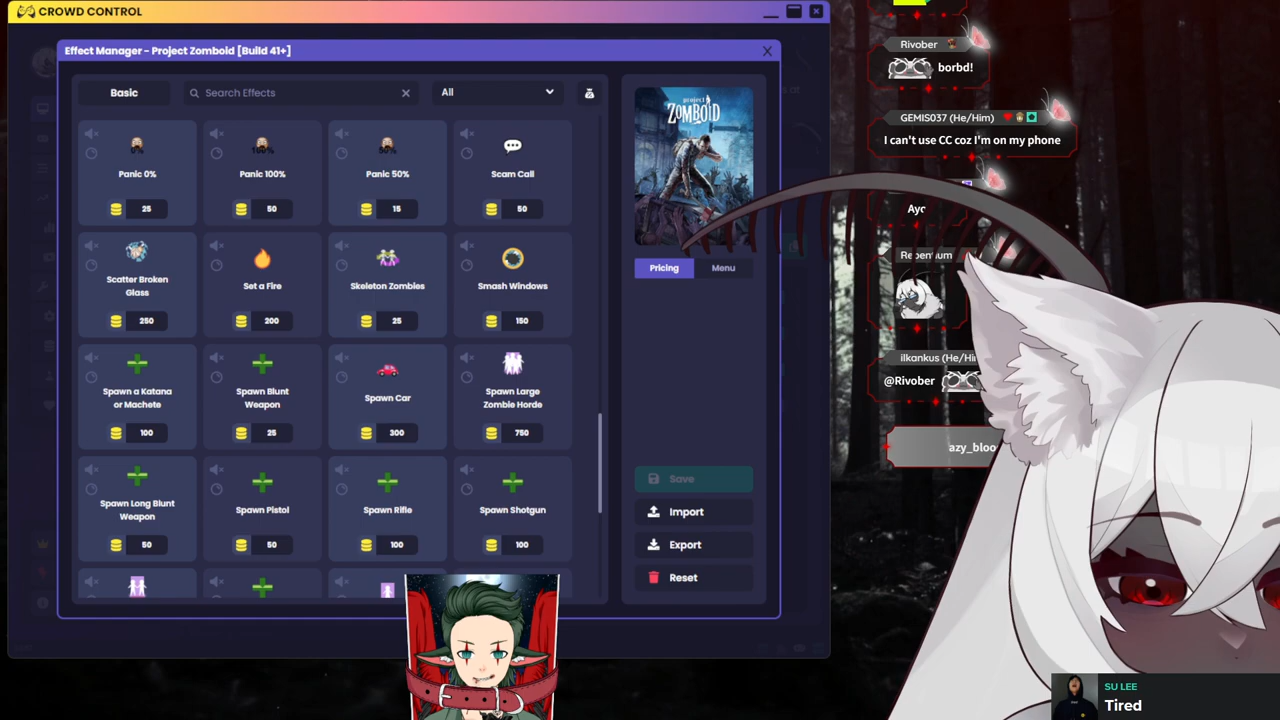 CROWD CONTROL
Effect Manager - Project Zomboid [Build 41+]
Basic
Search Effects
All
Panic 0%
25
Panic 100%
50
Panic 50%
15
Scam Call
50
Scatter Broken
Glass
250
Set a Fire
200
Skeleton Zombies
25
Smash Windows
150
Spawn a Katana
or Machete
100
Spawn Blunt
Weapon
25
Spawn Car
300
Spawn Large
Zombie Horde
750
Spawn Long Blunt
Weapon
50
Spawn Pistol
50
Spawn Rifle
100
Spawn Shotgun
100
project
ZOMBOID
Pricing
Menu
Save
Import
Export
Reset
Rivober
borbd!
GEMIS037 (He/Him)
I can't use CC coz I'm on my phone
Ayo
ilkankus (He/Hi
@Rivober
azy_bloo
SU LEE
Tired